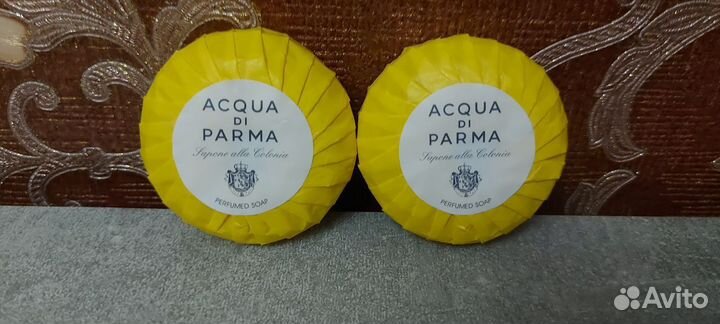 ACQUA
DI
PARMA
Sapone alla Colonia
PERFUMED SOAP
ACQUA
DI
PARMA
Sapone alla Colonia
PERFUMED SOAP
Avito